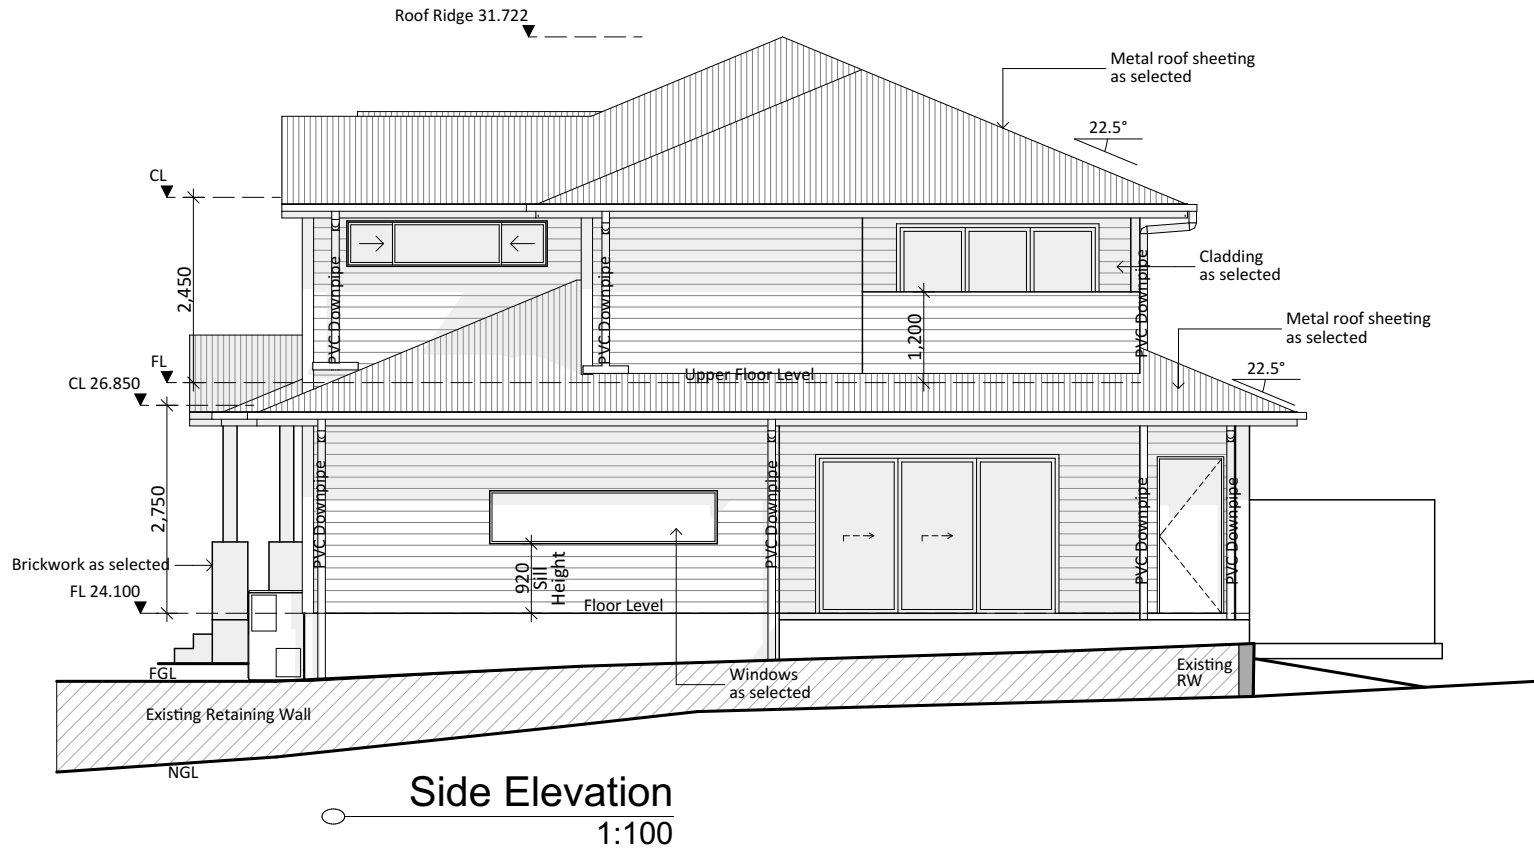 Roof Ridge 31.722
Metal roof sheeting
as selected
22.5°
CL
2,450
PVC Downpipe
PVC Downpipe
PVC Downpipe
Cladding
as selected
1,200
Metal roof sheeting
as selected
FL
Upper Floor Level
22.5°
CL 26.850
2,750
PVC Downpipe
PVC Downpipe
PVC Downpipe
PVC Downpipe
Brickwork as selected
920
Sill
Height
FL 24.100
Floor Level
FGL
Windows
as selected
Existing
RW
Existing Retaining Wall
NGL
Side Elevation
1:100